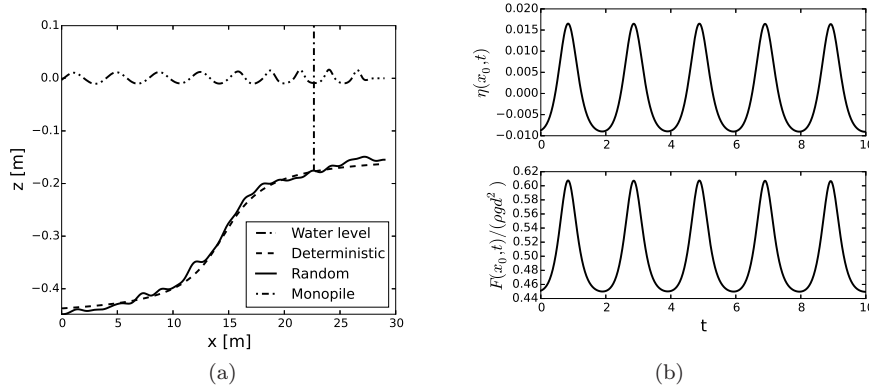 0.1
0.0
−0.1
−0.2
−0.3
−0.4
z [m]
0 5 10 15 20 25 30
x [m]
Water level
Deterministic
Random
Monopile
(a)
0.020
0.015
0.010
0.005
0.000
−0.005
−0.010
η(x₀,t)
0 2 4 6 8 10
0.62
0.60
0.58
0.56
0.54
0.52
0.50
0.48
0.46
0.44
F(x₀,t)/(ρgd²)
0 2 4 6 8 10
t
(b)